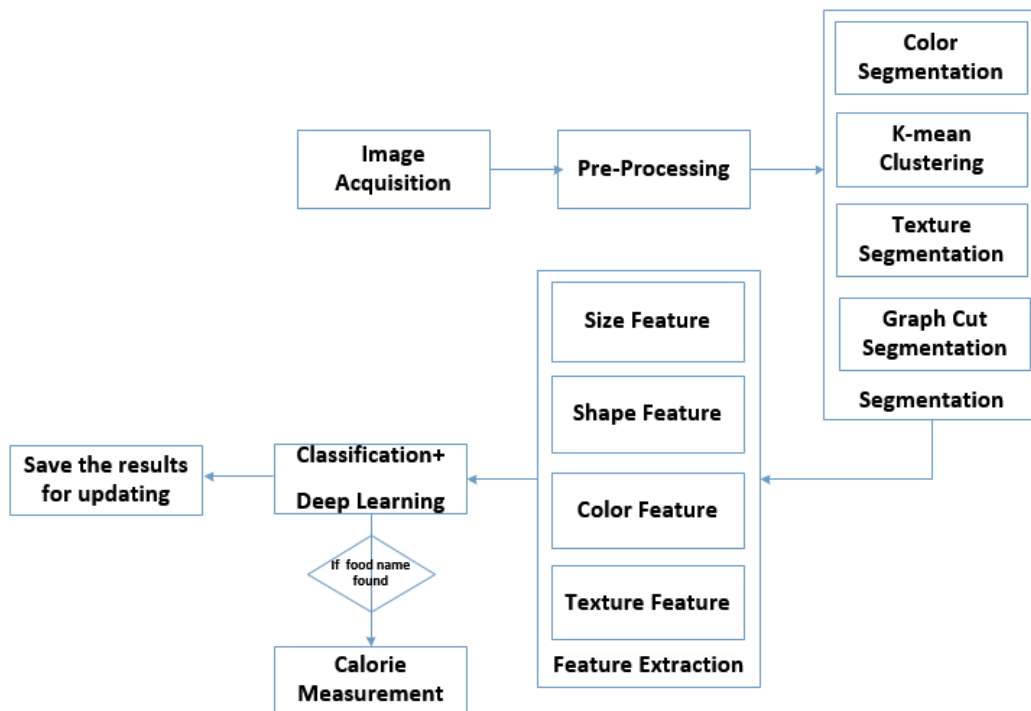 Image
Acquisition
Pre-Processing
Color
Segmentation
K-mean
Clustering
Texture
Segmentation
Graph Cut
Segmentation
Segmentation
Size Feature
Shape Feature
Color Feature
Texture Feature
Feature Extraction
Classification+
Deep Learning
Save the results
for updating
If food name
found
Calorie
Measurement